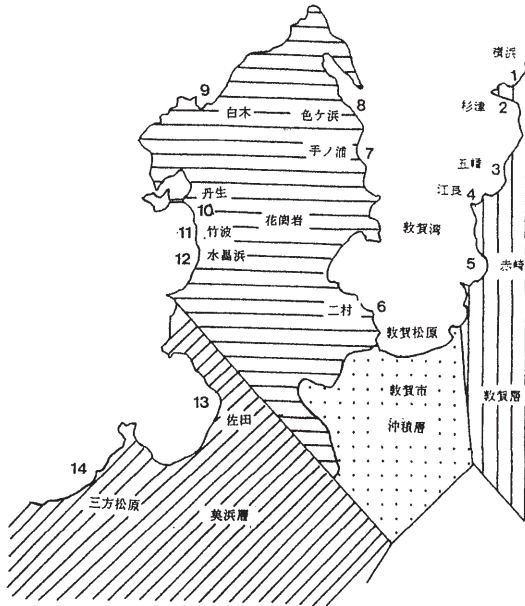 横浜
1
2
杉津
9
8
白木
色ケ浜
手ノ浦
7
五幡
3
江良
4
丹生
10
花崗岩
敦賀湾
11
竹波
12
水晶浜
5
赤崎
二村
6
敦賀松原
敦賀市
敦賀層
沖積層
13
佐田
14
三方松原
美浜層